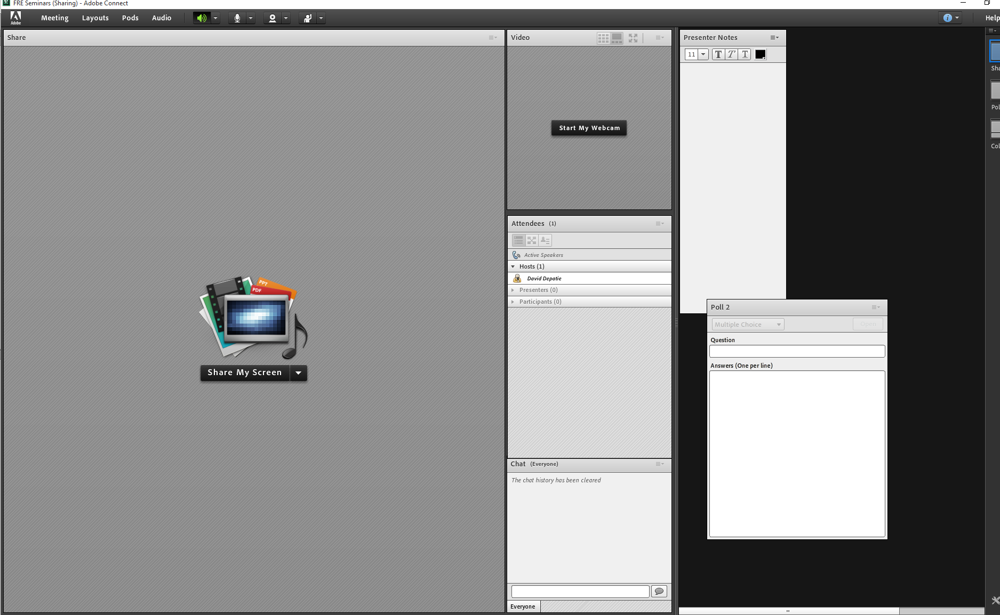 FRE Seminars (Sharing) - Adobe Connect
Adobe
Meeting
Layouts
Pods
Audio
Help
Share
PPT
PDF
Share My Screen
Video
Start My Webcam
Attendees (1)
Active Speakers
Hosts (1)
David Depatie
Presenters (0)
Participants (0)
Chat (Everyone)
The chat history has been cleared
Everyone
Presenter Notes
11
T T T
Poll 2
Multiple Choice
Open
Question
Answers (One per line)
Sha
Pol
Col